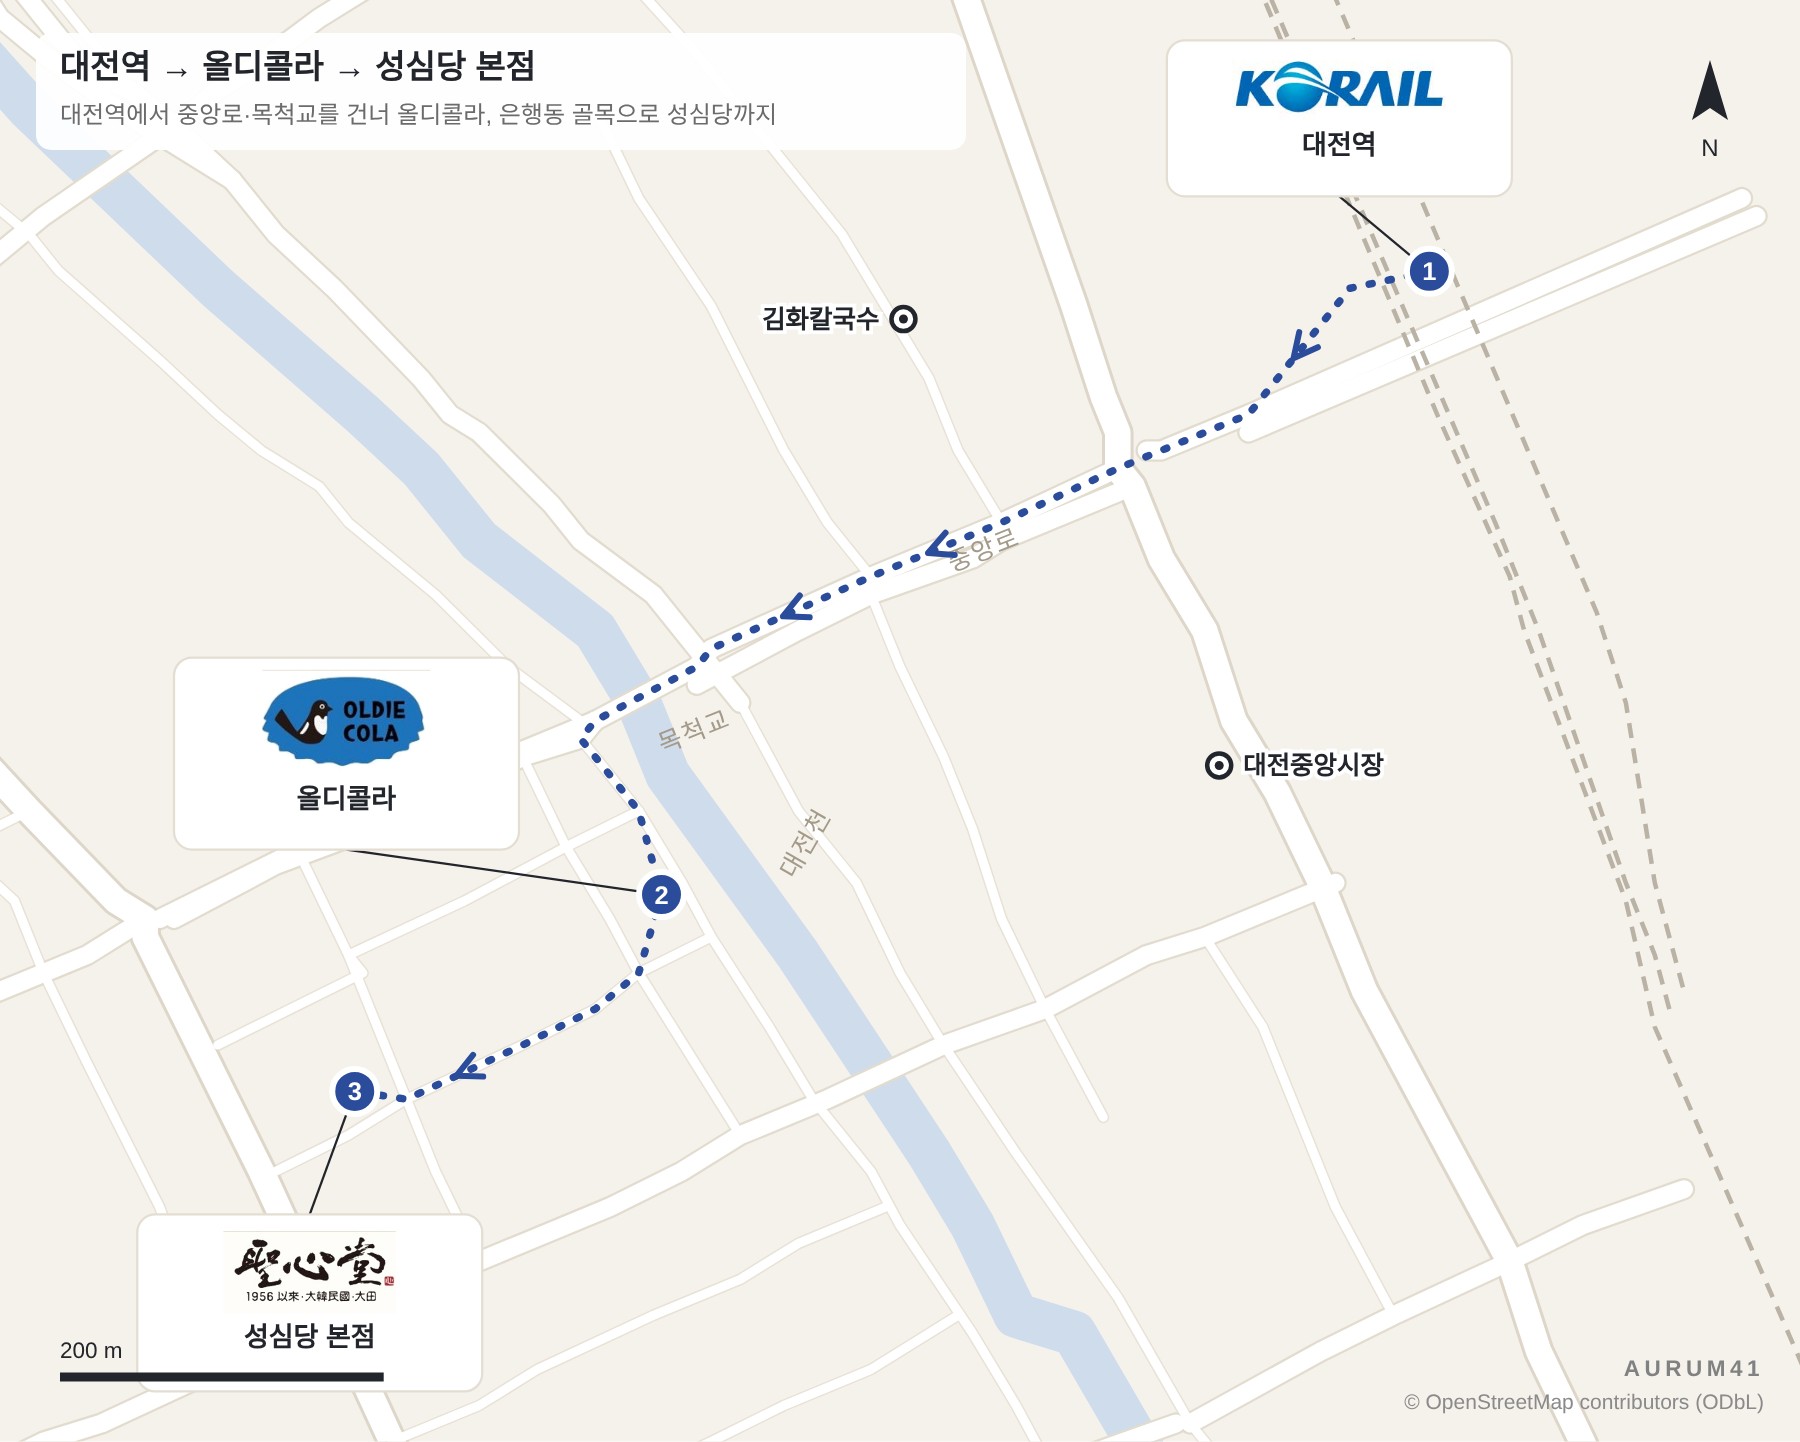 대전역 → 올디콜라 → 성심당 본점
대전역에서 중앙로·목척교를 건너 올디콜라, 은행동 골목으로 성심당까지
KORAIL
대전역
N
1
김화칼국수
중앙로
목척교
OLDIE
COLA
올디콜라
대전중앙시장
대전천
2
3
聖心堂
1956 以來·大韓民國·大田
성심당 본점
200 m
AURUM41
© OpenStreetMap contributors (ODbL)